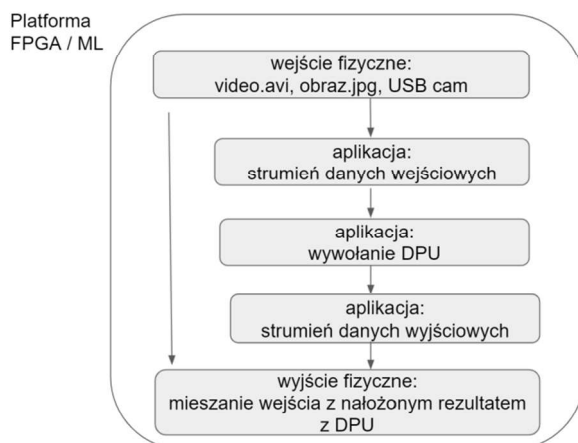 Platforma
FPGA / ML
wejście fizyczne:
video.avi, obraz.jpg, USB cam
aplikacja:
strumień danych wejściowych
aplikacja:
wywołanie DPU
aplikacja:
strumień danych wyjściowych
wyjście fizyczne:
mieszanie wejścia z nałożonym rezultatem
z DPU